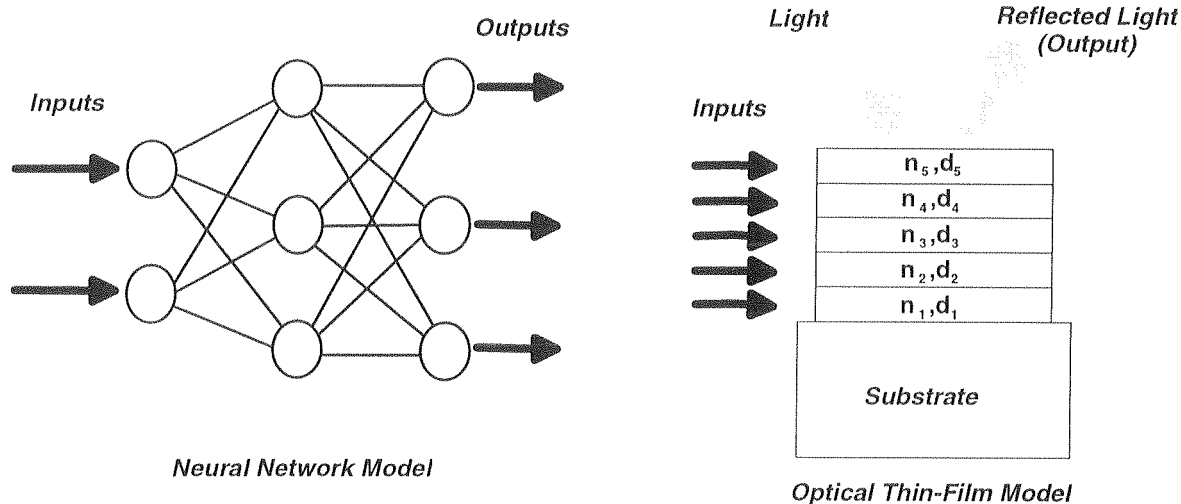 Outputs
Inputs
Neural Network Model
Light
Reflected Light
(Output)
Inputs
n5,d5
n4,d4
n3,d3
n2,d2
n1,d1
Substrate
Optical Thin-Film Model